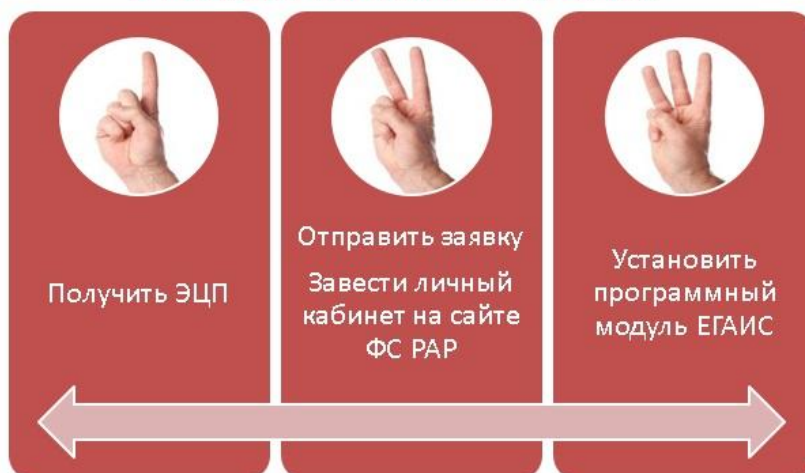 Получить ЭЦП
Отправить заявку
Завести личный
кабинет на сайте
ФС РАР
Установить
программный
модуль ЕГАИС